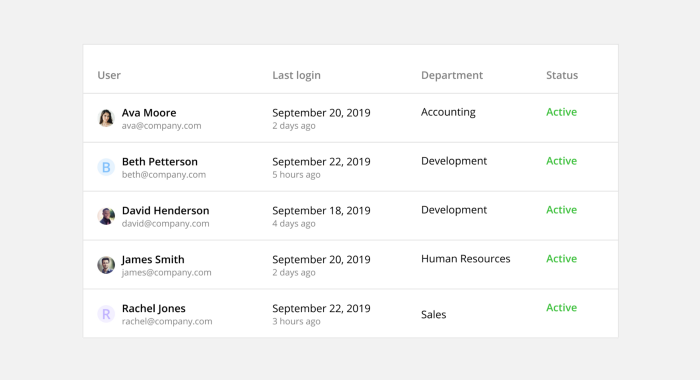 User Last login Department Status
Ava Moore September 20, 2019 Accounting Active
ava@company.com 2 days ago
B Beth Petterson September 22, 2019 Development Active
beth@company.com 5 hours ago
David Henderson September 18, 2019 Development Active
david@company.com 4 days ago
James Smith September 20, 2019 Human Resources Active
james@company.com 2 days ago
R Rachel Jones September 22, 2019 Sales Active
rachel@company.com 3 hours ago